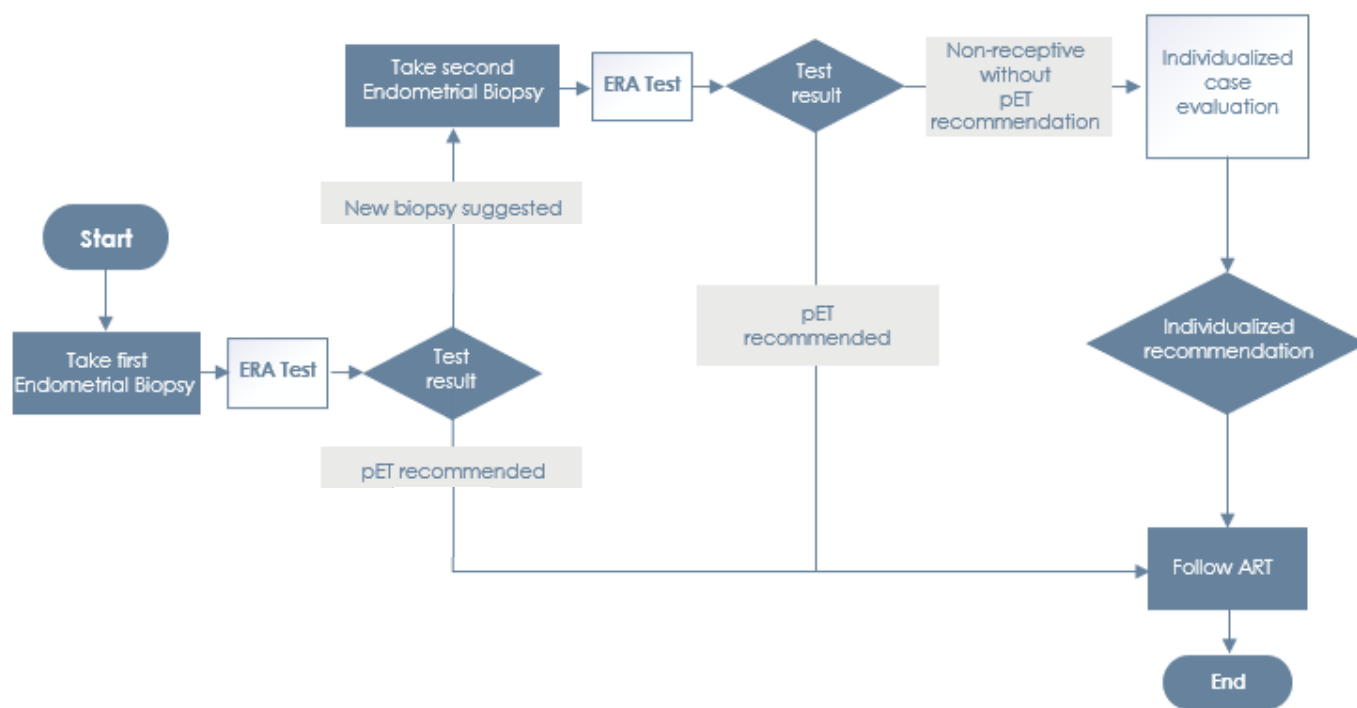 Take second
Endometrial Biopsy
ERA Test
Test
result
Non-receptive
without
pET
recommendation
Individualized
case
evaluation
New biopsy suggested
Start
pET
recommended
Individualized
recommendation
Take first
Endometrial Biopsy
ERA Test
Test
result
pET recommended
Follow ART
End